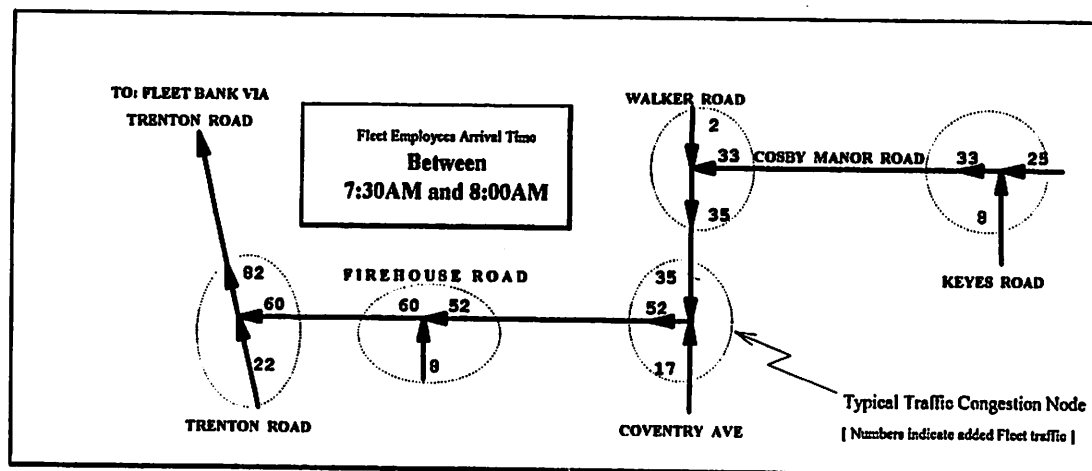 TO: FLEET BANK VIA
TRENTON ROAD
Fleet Employees Arrival Time
Between
7:30AM and 8:00AM
WALKER ROAD
2
33 COSBY MANOR ROAD 33 25
35
8
KEYES ROAD
82
FIREHOUSE ROAD
35
60 60 52 52
22
8
17
TRENTON ROAD
COVENTRY AVE
Typical Traffic Congestion Node
[ Numbers indicate added Fleet traffic ]